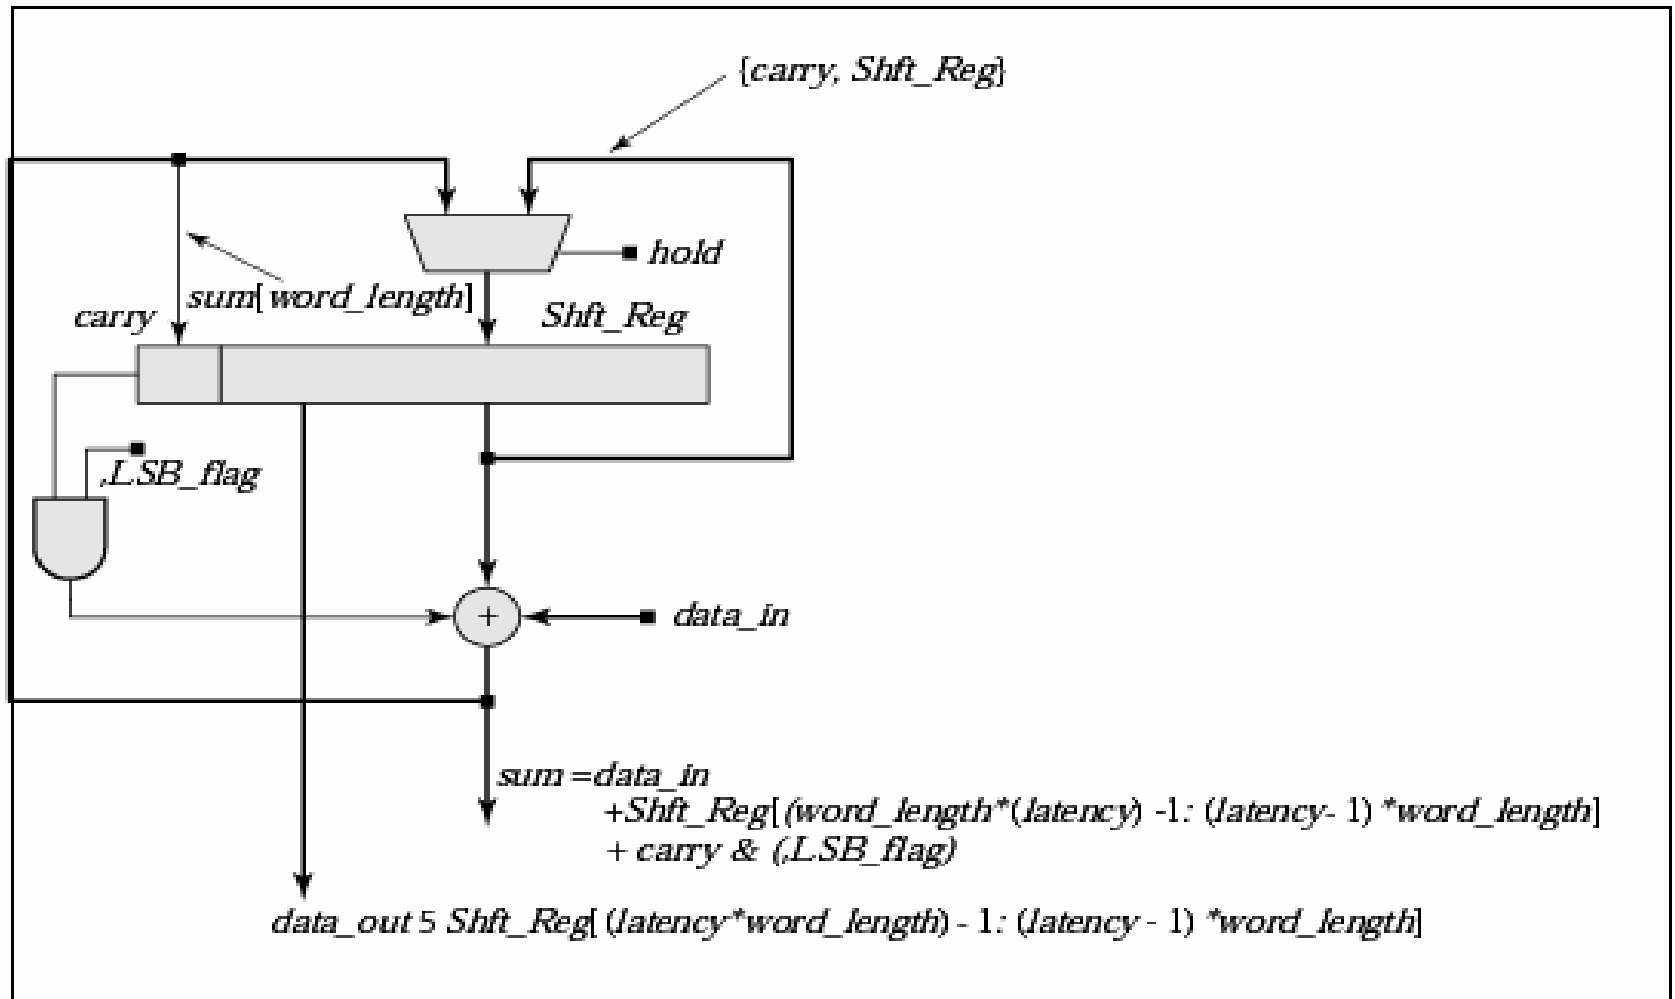 {carry, Shft_Reg}
hold
sum[word_length]
carry
Shft_Reg
,LSB_flag
+
data_in
sum =data_in
+Shft_Reg[(word_length*(latency) -1: (latency- 1) *word_length]
+ carry & (,LSB_flag)
data_out 5 Shft_Reg[ (latency*word_length) - 1: (latency - 1) *word_length]